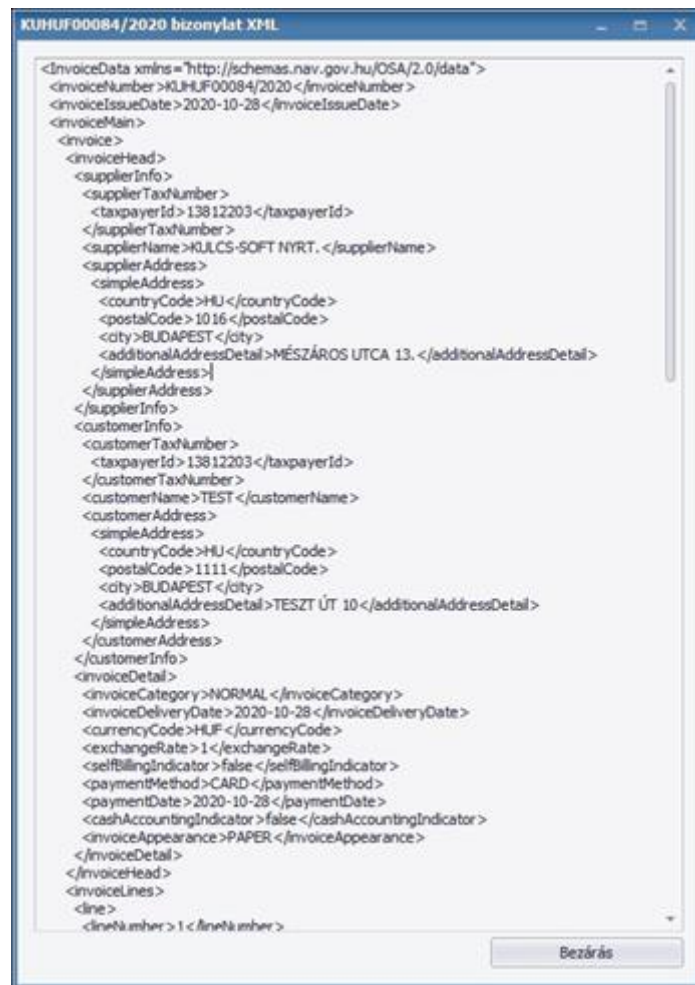 KUHUF00084/2020 bizonylat XML
<InvoiceData xmlns="http://schemas.nav.gov.hu/OSA/2.0/data">
<invoiceNumber>KUHUF00084/2020</invoiceNumber>
<invoiceIssueDate>2020-10-28</invoiceIssueDate>
<invoiceMain>
<invoice>
<invoiceHead>
<supplierInfo>
<supplierTaxNumber>
<taxpayerId>13812203</taxpayerId>
</supplierTaxNumber>
<supplierName>KULCS-SOFT NYRT. </supplierName>
<supplierAddress>
<simpleAddress>
<countryCode>HU</countryCode>
<postalCode>1016</postalCode>
<city>BUDAPEST</city>
<additionalAddressDetail>MÉSZÁROS UTCA 13. </additionalAddressDetail>
</simpleAddress>
</supplierAddress>
</supplierInfo>
<customerInfo>
<customerTaxNumber>
<taxpayerId>13812203</taxpayerId>
</customerTaxNumber>
<customerName>TEST</customerName>
<customerAddress>
<simpleAddress>
<countryCode>HU</countryCode>
<postalCode>1111</postalCode>
<city>BUDAPEST</city>
<additionalAddressDetail>TESZT ÚT 10</additionalAddressDetail>
</simpleAddress>
</customerAddress>
</customerInfo>
<invoiceDetail>
<invoiceCategory>NORMAL</invoiceCategory>
<invoiceDeliveryDate>2020-10-28</invoiceDeliveryDate>
<currencyCode>HUF</currencyCode>
<exchangeRate>1</exchangeRate>
<selfBillingIndicator>false</selfBillingIndicator>
<paymentMethod>CARD</paymentMethod>
<paymentDate>2020-10-28</paymentDate>
<cashAccountingIndicator>false</cashAccountingIndicator>
<invoiceAppearance>PAPER</invoiceAppearance>
</invoiceDetail>
</invoiceHead>
<invoiceLines>
<line>
<lineNumber>1</lineNumber>
Bezárás